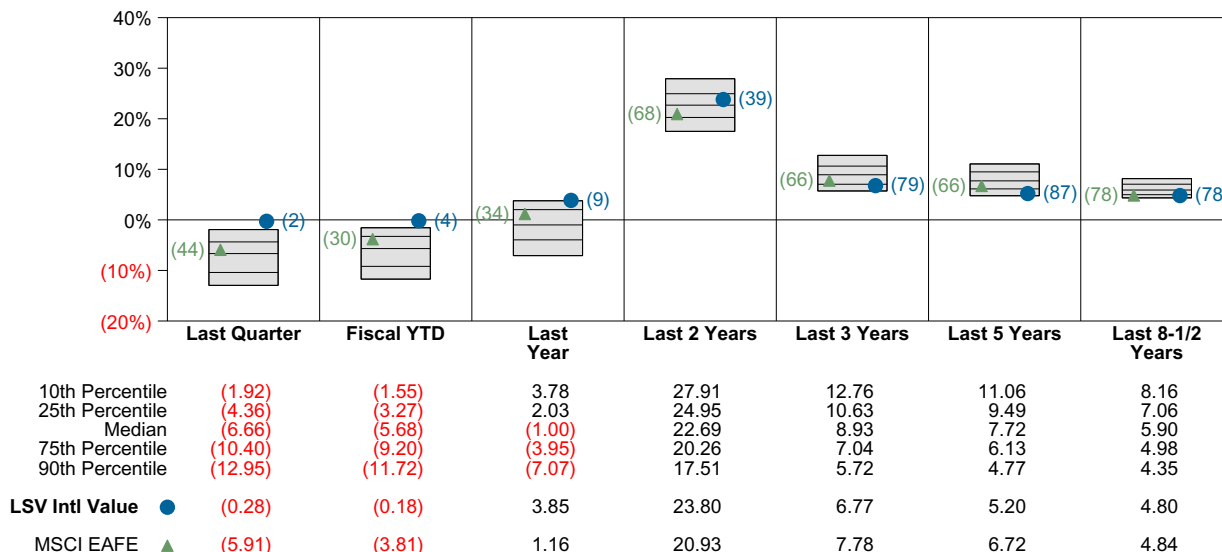 40%
30%
20%
10%
0%
(10%)
(20%)
(44)
(2)
(30)
(4)
(34)
(9)
(68)
(39)
(66)
(79)
(66)
(87)
(78)
(78
Last Quarter Fiscal YTD Last Year Last 2 Years Last 3 Years Last 5 Years Last 8-1/2 Years
10th Percentile (1.92) (1.55) 3.78 27.91 12.76 11.06 8.16
25th Percentile (4.36) (3.27) 2.03 24.95 10.63 9.49 7.06
Median (6.66) (5.68) (1.00) 22.69 8.93 7.72 5.90
75th Percentile (10.40) (9.20) (3.95) 20.26 7.04 6.13 4.98
90th Percentile (12.95) (11.72) (7.07) 17.51 5.72 4.77 4.35
LSV Intl Value (0.28) (0.18) 3.85 23.80 6.77 5.20 4.80
MSCI EAFE (5.91) (3.81) 1.16 20.93 7.78 6.72 4.84